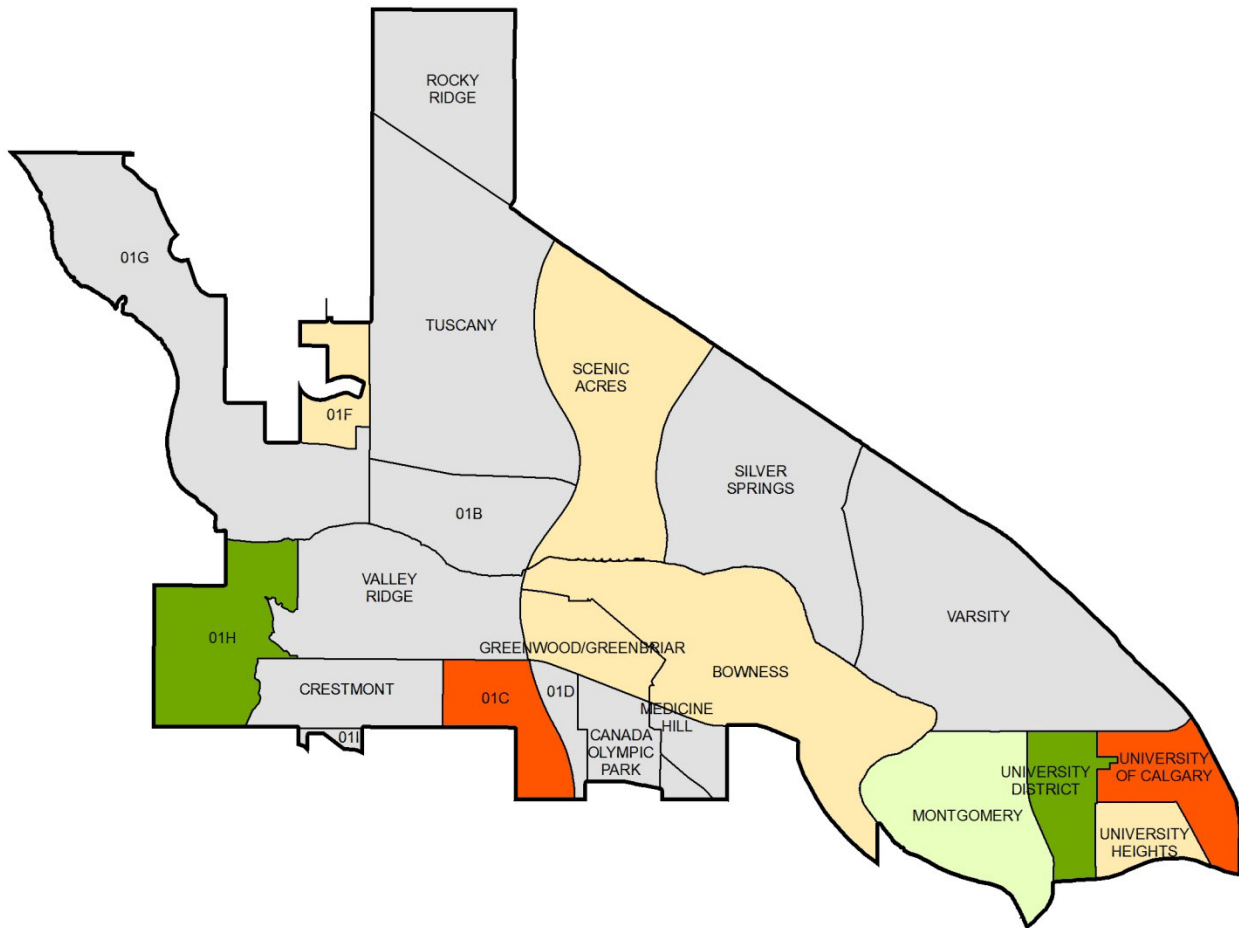 ROCKY
RIDGE
01G
TUSCANY
SCENIC
ACRES
01F
SILVER
SPRINGS
01B
VALLEY
RIDGE
VARSITY
01H
GREENWOOD/GREENBRIAR
BOWNESS
CRESTMONT
01C
01D
MEDICINE
HILL
01I
CANADA
OLYMPIC
PARK
UNIVERSITY
DISTRICT
UNIVERSITY
OF CALGARY
MONTGOMERY
UNIVERSITY
HEIGHTS